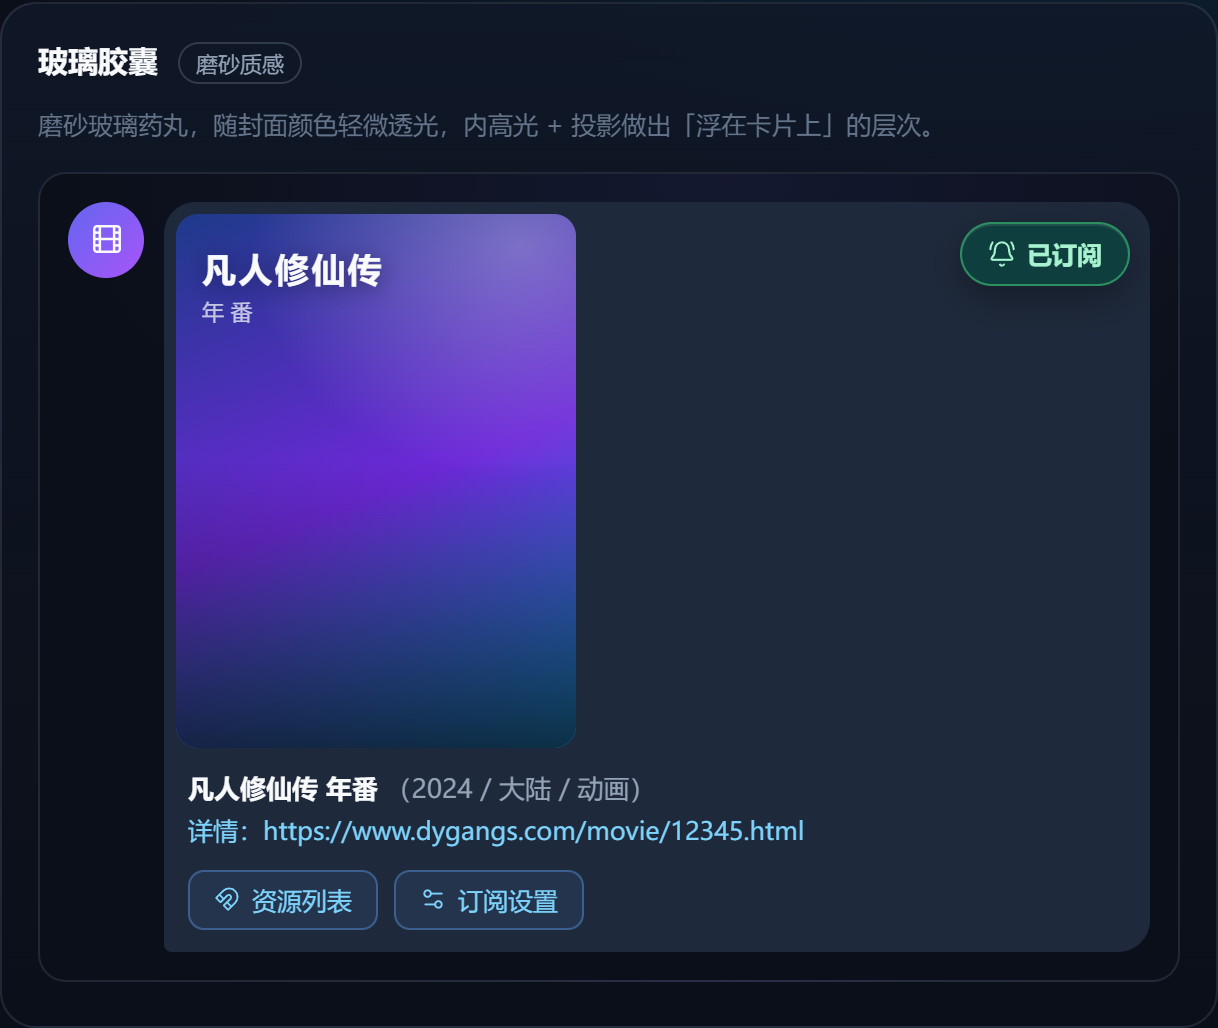 玻璃胶囊 磨砂质感
磨砂玻璃药丸，随封面颜色轻微透光，内高光 + 投影做出「浮在卡片上」的层次。
凡人修仙传
年 番
已订阅
凡人修仙传 年番 （2024 / 大陆 / 动画）
详情：https://www.dygangs.com/movie/12345.html
资源列表 订阅设置